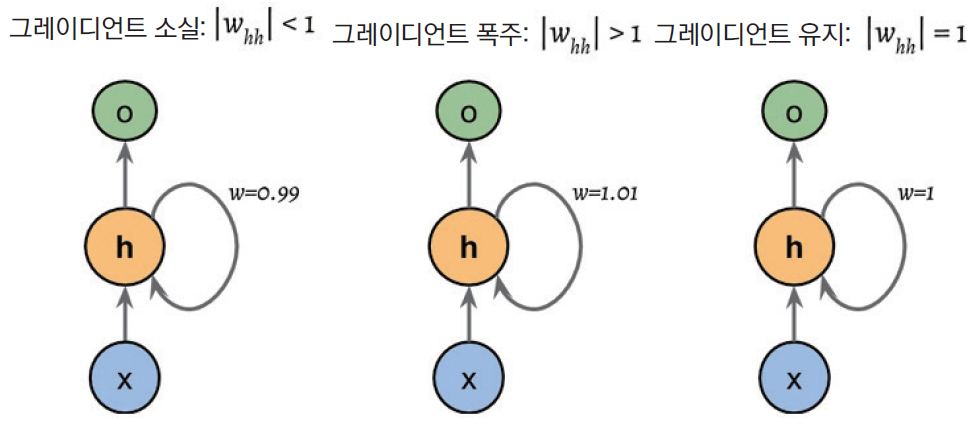 그레이디언트 소실: |w_hh| < 1
그레이디언트 폭주: |w_hh| > 1
그레이디언트 유지: |w_hh| = 1
o
o
o
w=0.99
w=1.01
w=1
h
h
h
x
x
x